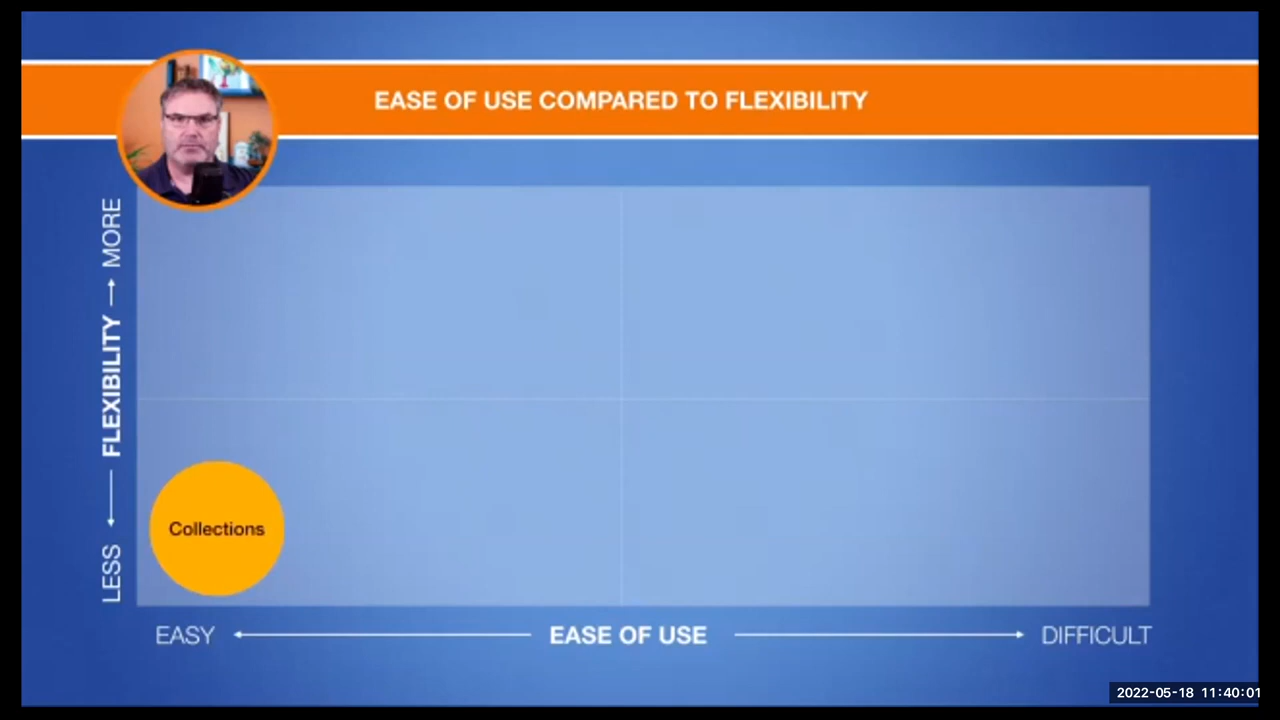 EASE OF USE COMPARED TO FLEXIBILITY
MORE
FLEXIBILITY
LESS
Collections
EASY
EASE OF USE
DIFFICULT
2022-05-18 11:40:01